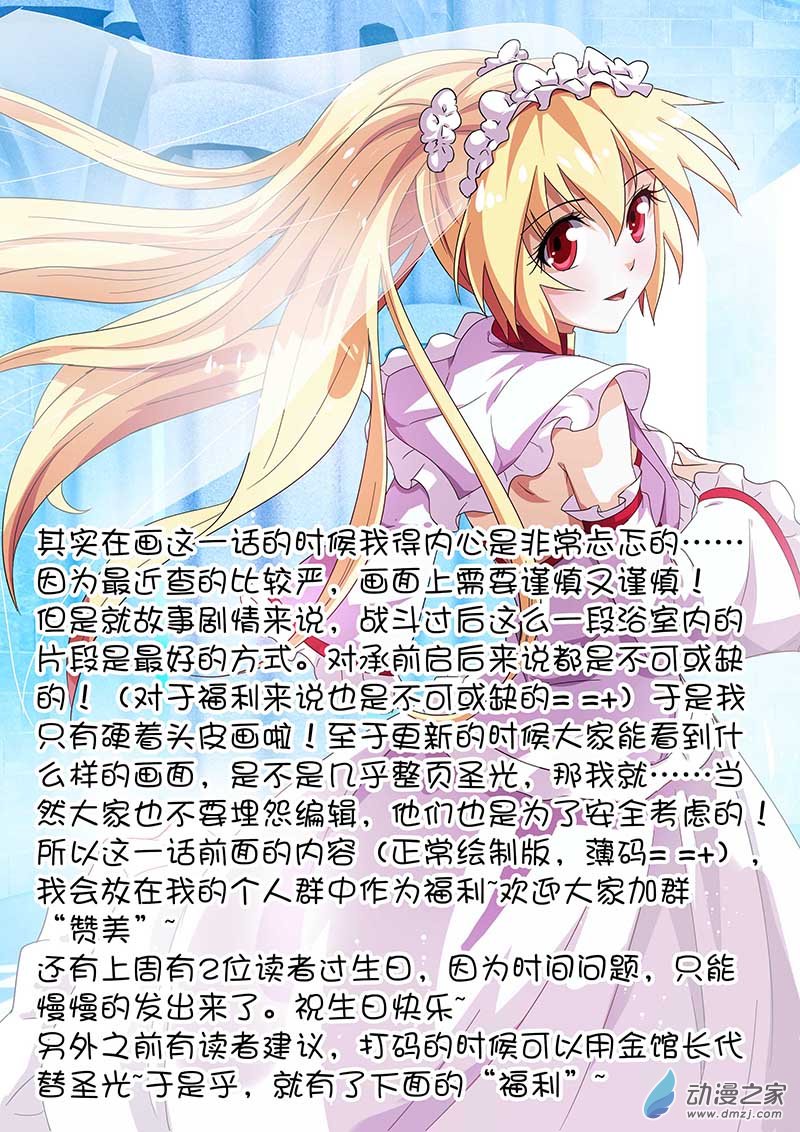 其实在画这一话的时候我得内心是非常忐忑的……
因为最近查的比较严，画面上需要谨慎又谨慎！
但是就故事剧情来说，战斗过后这么一段浴室内的
片段是最好的方式。对承前启后来说都是不可或缺
的！（对于福利来说也是不可或缺的= =+）于是我
只有硬着头皮画啦！至于更新的时候大家能看到什
么样的画面，是不是几乎整页圣光，那我就……当
然大家也不要埋怨编辑，他们也是为了安全考虑的！
所以这一话前面的内容（正常绘制版，薄码= =+），
我会放在我的个人群中作为福利~欢迎大家加群
“赞美”~
还有上周有2位读者过生日，因为时间问题，只能
慢慢的发出来了。祝生日快乐~
另外之前有读者建议，打码的时候可以用金馆长代
替圣光~于是乎，就有了下面的“福利”~
动漫之家
www.dmzj.com